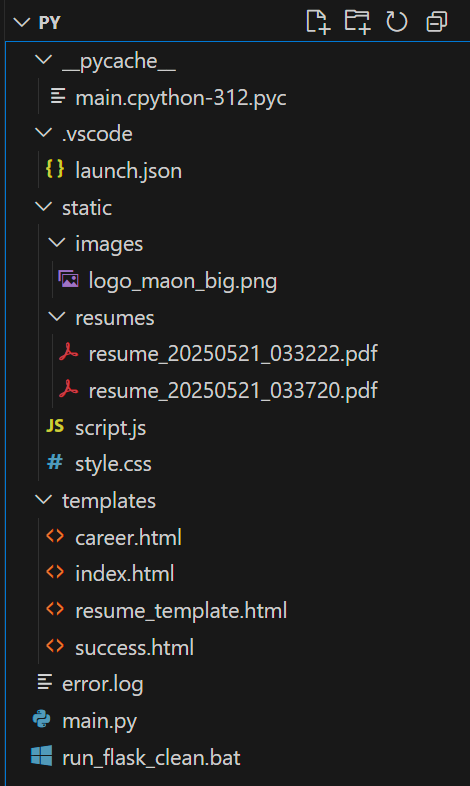 PY
__pycache__
main.cpython-312.pyc
.vscode
{} launch.json
static
images
logo_maon_big.png
resumes
resume_20250521_033222.pdf
resume_20250521_033720.pdf
JS script.js
# style.css
templates
<> career.html
<> index.html
<> resume_template.html
<> success.html
error.log
main.py
run_flask_clean.bat